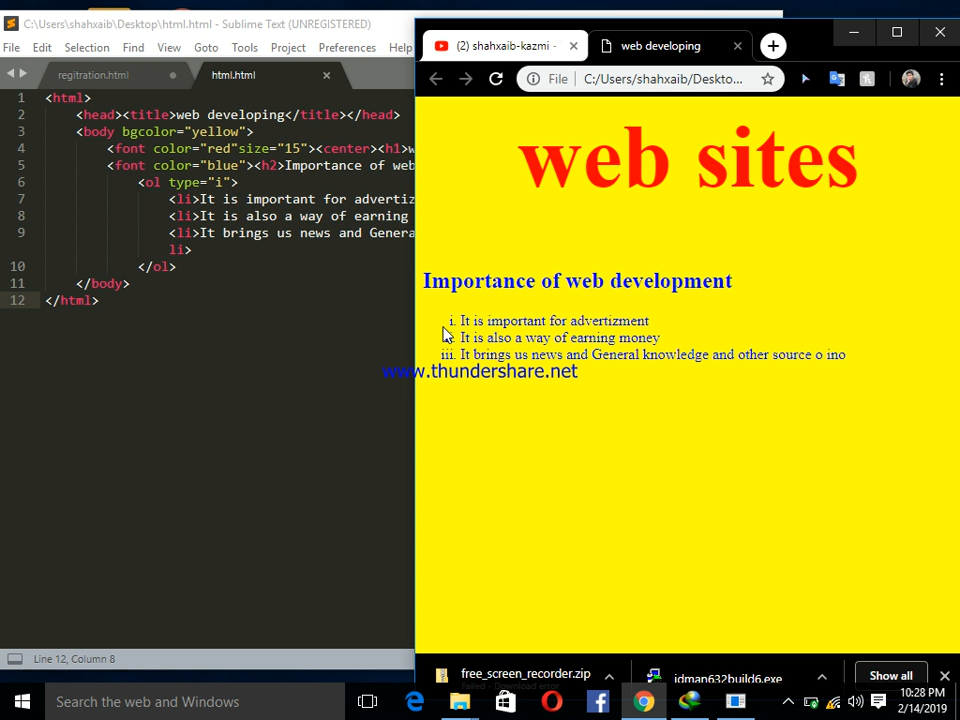 C:\Users\shahxaib\Desktop\html.html - Sublime Text (UNREGISTERED)
File Edit Selection Find View Goto Tools Project Preferences Help
regitration.html
html.html
1 <html>
2 <head><title>web developing</title></head>
3 <body bgcolor="yellow">
4 <font color="red"size="15"><center><h1>w
5 <font color="blue"><h2>Importance of web
6 <ol type="i">
7 <li>It is important for advertiz
8 <li>It is also a way of earning
9 <li>It brings us news and Genera
li>
10 </ol>
11 </body>
12 </html>
Line 12, Column 8
(2) shahxaib-kazmi -
web developing
File C:/Users/shahxaib/Deskto...
web sites
Importance of web development
i. It is important for advertizment
It is also a way of earning money
iii. It brings us news and General knowledge and other source o ino
www.thundershare.net
free_screen_recorder.zip
Failed - Download error
idman632build6.exe
Show all
Search the web and Windows
10:28 PM
2/14/2019